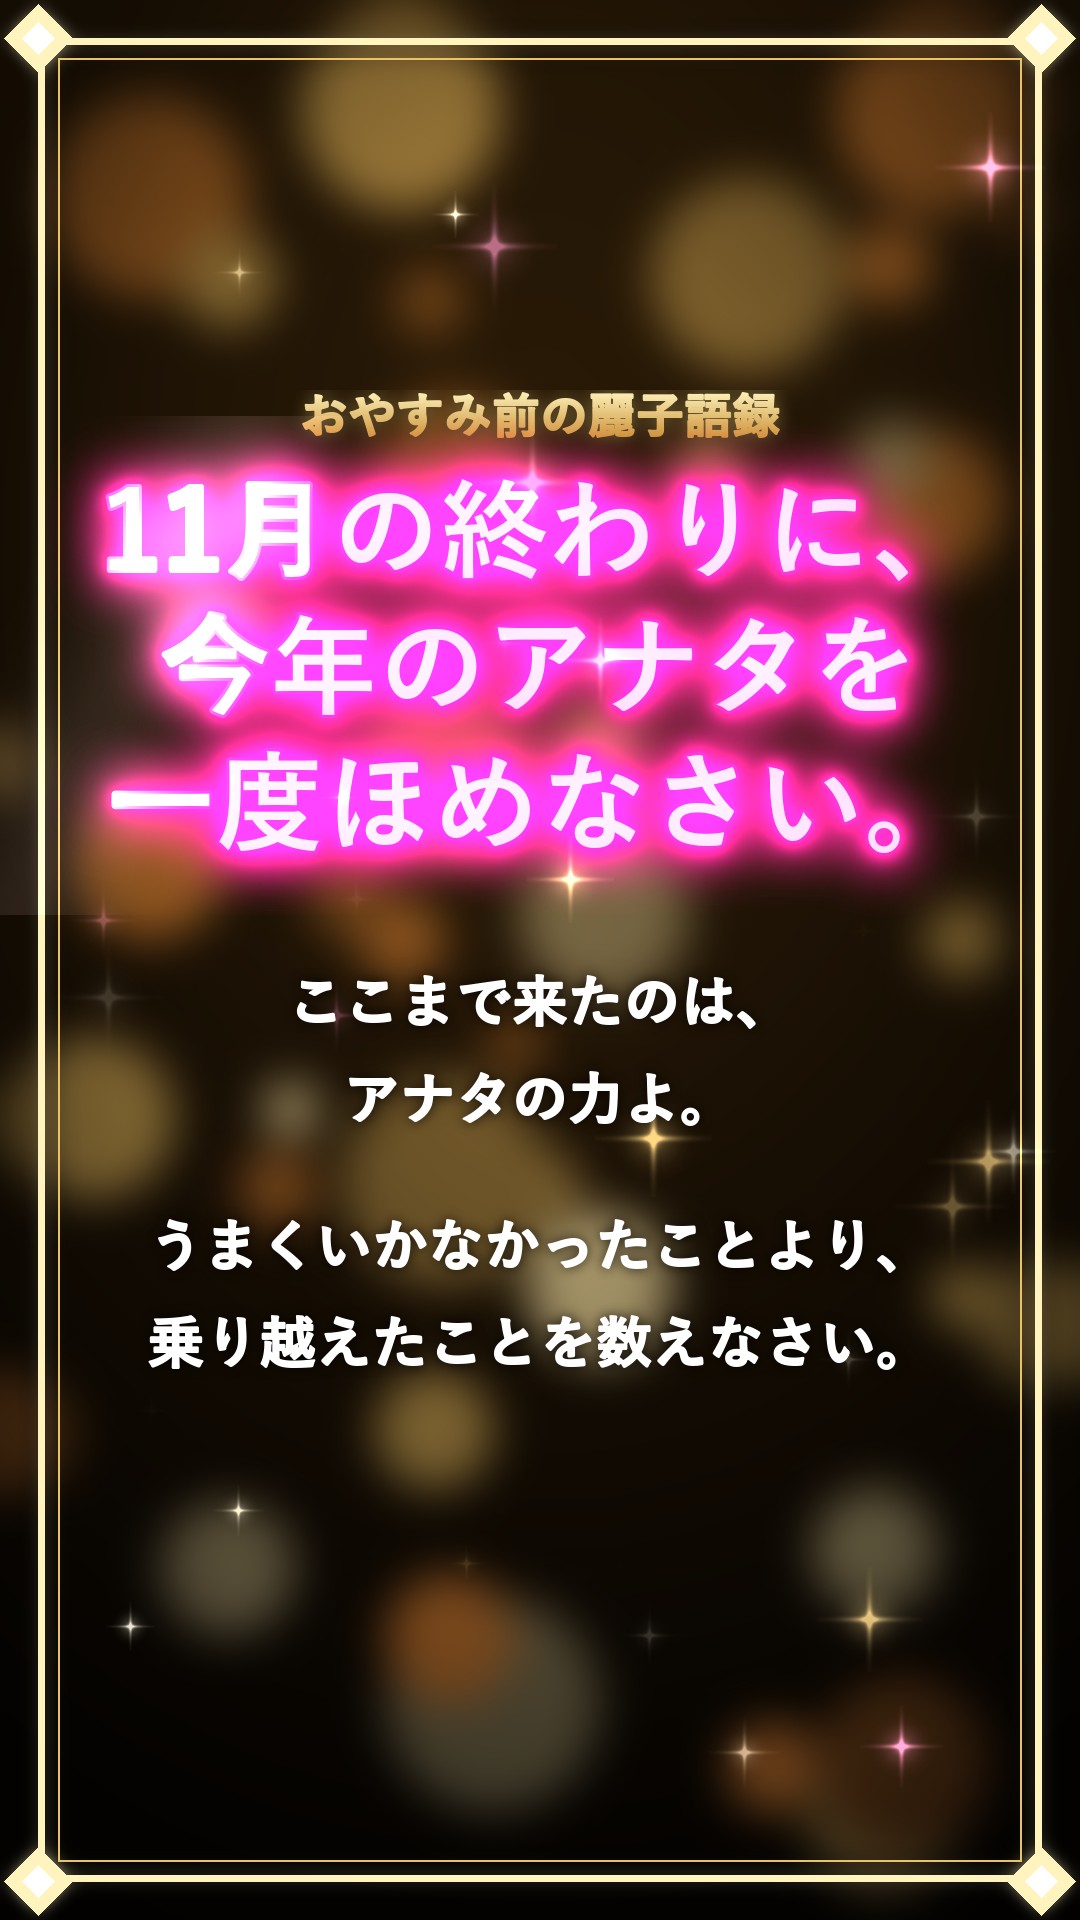 おやすみ前の麗子語録
11月の終わりに、
今年のアナタを
一度ほめなさい。
ここまで来たのは、
アナタの力よ。
うまくいかなかったことより、
乗り越えたことを数えなさい。